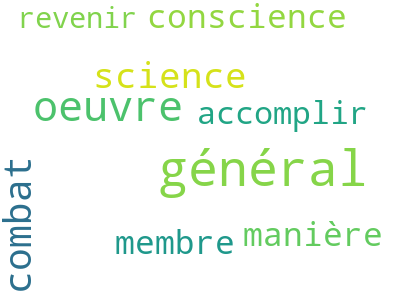 revenir conscience
science
oeuvre accomplir
général
combat
membre manière